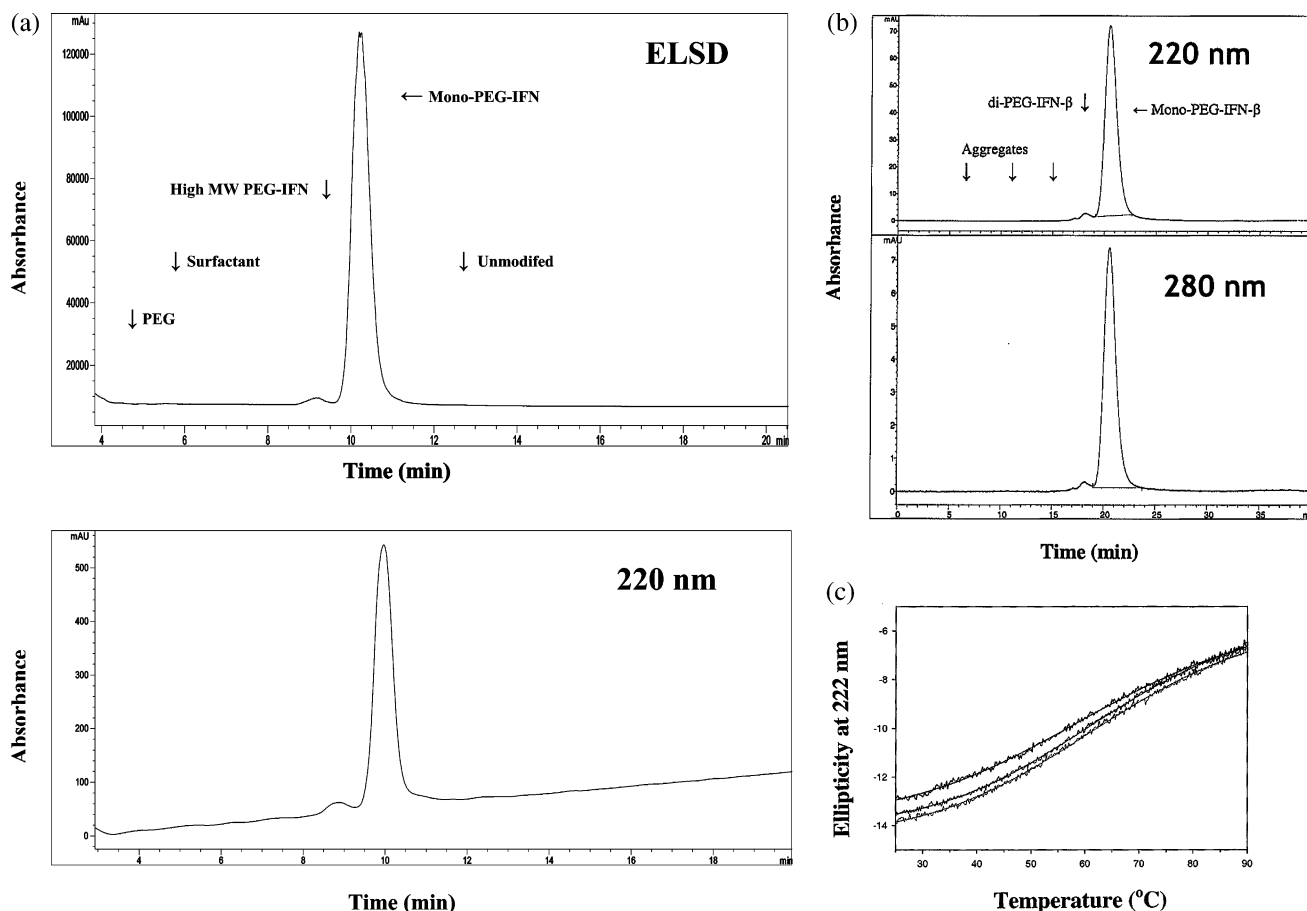 (a)
mAu
ELSD
120000
← Mono-PEG-IFN
100000
High MW PEG-IFN ↓
80000
↓ Surfactant
↓ Unmodifed
60000
↓ PEG
40000
20000
Absorbance
4 6 8 10 12 14 16 18 20 min
Time (min)
mAU
220 nm
500
400
300
200
100
0
Absorbance
4 6 8 10 12 14 16 18 min
Time (min)
(b)
mAU
220 nm
70
60
50
40
30
20
10
0
di-PEG-IFN-β ↓
← Mono-PEG-IFN-β
Aggregates
↓ ↓ ↓
mAU
280 nm
7
6
5
4
3
2
1
0
Absorbance
0 5 10 15 20 25 30 35
Time (min)
(c)
-6
-8
-10
-12
-14
Ellipticity at 222 nm
30 40 50 60 70 80 90
Temperature (°C)